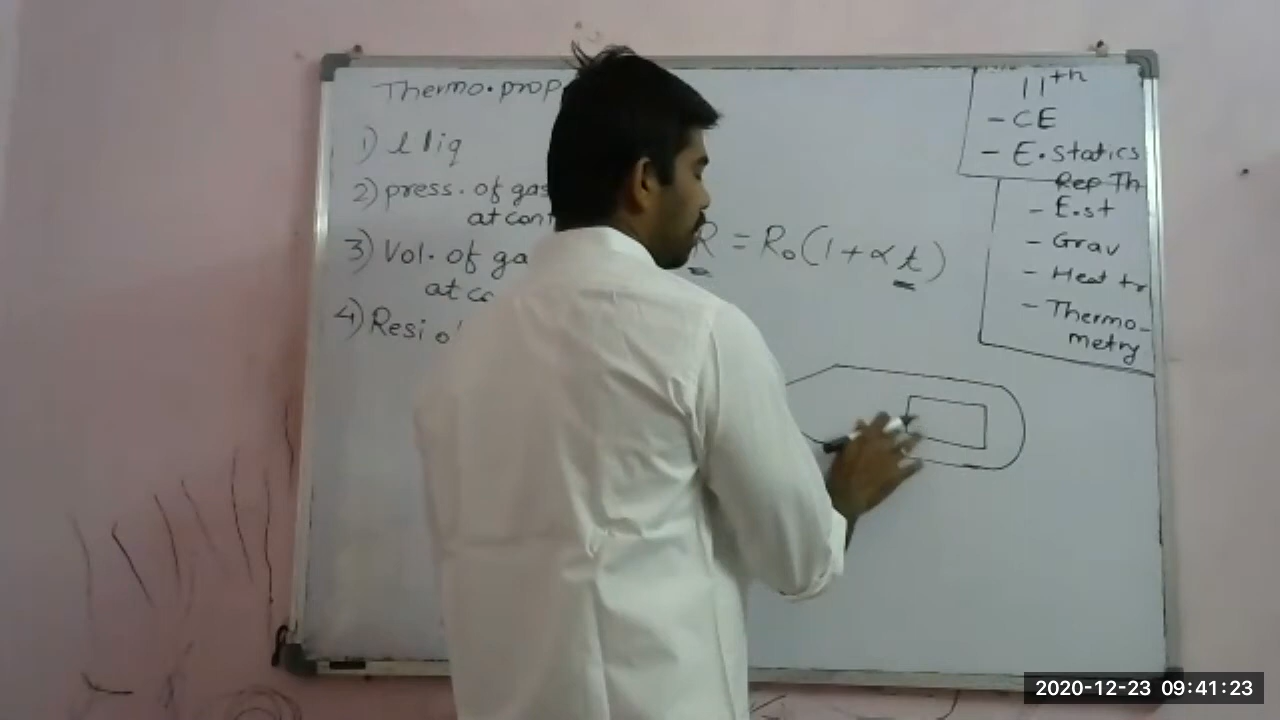 Thermo. prop
1) l liq
2) press. of gas
at con
3) Vol. of ga
at co
4) Resi o
R = R₀(1 + α t)
11th
- CE
- E. Statics
Rep Th
- E.st
- Grav
- Heat tr
- Thermo-
metry
2020-12-23 09:41:23